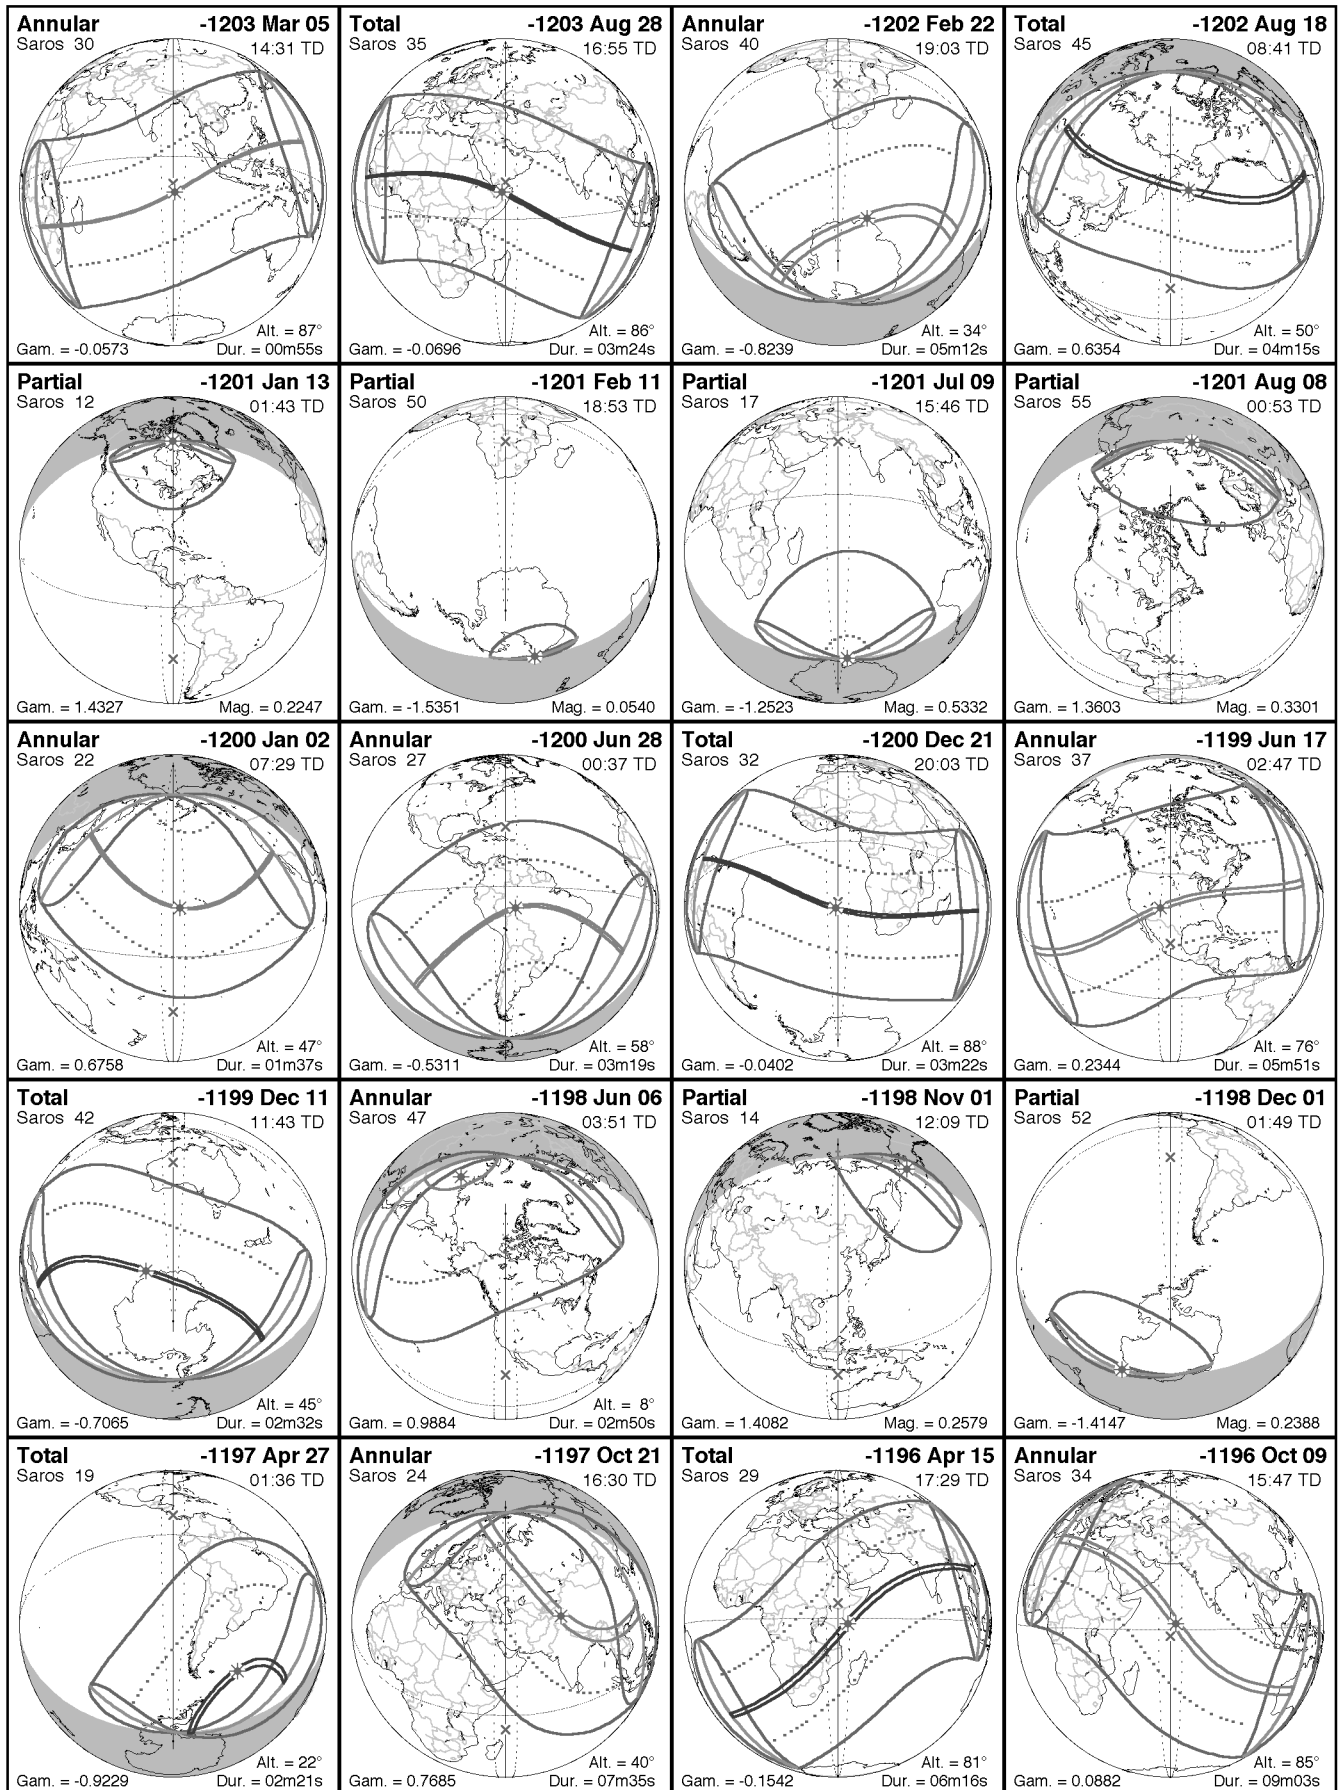 Annular -1203 Mar 05
Saros 30 14:31 TD
Alt. = 87°
Gam. = -0.0573 Dur. = 00m55s
Total -1203 Aug 28
Saros 35 16:55 TD
Alt. = 86°
Gam. = -0.0696 Dur. = 03m24s
Annular -1202 Feb 22
Saros 40 19:03 TD
Alt. = 34°
Gam. = -0.8239 Dur. = 05m12s
Total -1202 Aug 18
Saros 45 08:41 TD
Alt. = 50°
Gam. = 0.6354 Dur. = 04m15s
Partial -1201 Jan 13
Saros 12 01:43 TD
Gam. = 1.4327 Mag. = 0.2247
Partial -1201 Feb 11
Saros 50 18:53 TD
Gam. = -1.5351 Mag. = 0.0540
Partial -1201 Jul 09
Saros 17 15:46 TD
Gam. = -1.2523 Mag. = 0.5332
Partial -1201 Aug 08
Saros 55 00:53 TD
Gam. = 1.3603 Mag. = 0.3301
Annular -1200 Jan 02
Saros 22 07:29 TD
Alt. = 47°
Gam. = 0.6758 Dur. = 01m37s
Annular -1200 Jun 28
Saros 27 00:37 TD
Alt. = 58°
Gam. = -0.5311 Dur. = 03m19s
Total -1200 Dec 21
Saros 32 20:03 TD
Alt. = 88°
Gam. = -0.0402 Dur. = 03m22s
Annular -1199 Jun 17
Saros 37 02:47 TD
Alt. = 76°
Gam. = 0.2344 Dur. = 05m51s
Total -1199 Dec 11
Saros 42 11:43 TD
Alt. = 45°
Gam. = -0.7065 Dur. = 02m32s
Annular -1198 Jun 06
Saros 47 03:51 TD
Alt. = 8°
Gam. = 0.9884 Dur. = 02m50s
Partial -1198 Nov 01
Saros 14 12:09 TD
Gam. = 1.4082 Mag. = 0.2579
Partial -1198 Dec 01
Saros 52 01:49 TD
Gam. = -1.4147 Mag. = 0.2388
Total -1197 Apr 27
Saros 19 01:36 TD
Alt. = 22°
Gam. = -0.9229 Dur. = 02m21s
Annular -1197 Oct 21
Saros 24 16:30 TD
Alt. = 40°
Gam. = 0.7685 Dur. = 07m35s
Total -1196 Apr 15
Saros 29 17:29 TD
Alt. = 81°
Gam. = -0.1542 Dur. = 06m16s
Annular -1196 Oct 09
Saros 34 15:47 TD
Alt. = 85°
Gam. = 0.0882 Dur. = 09m03s